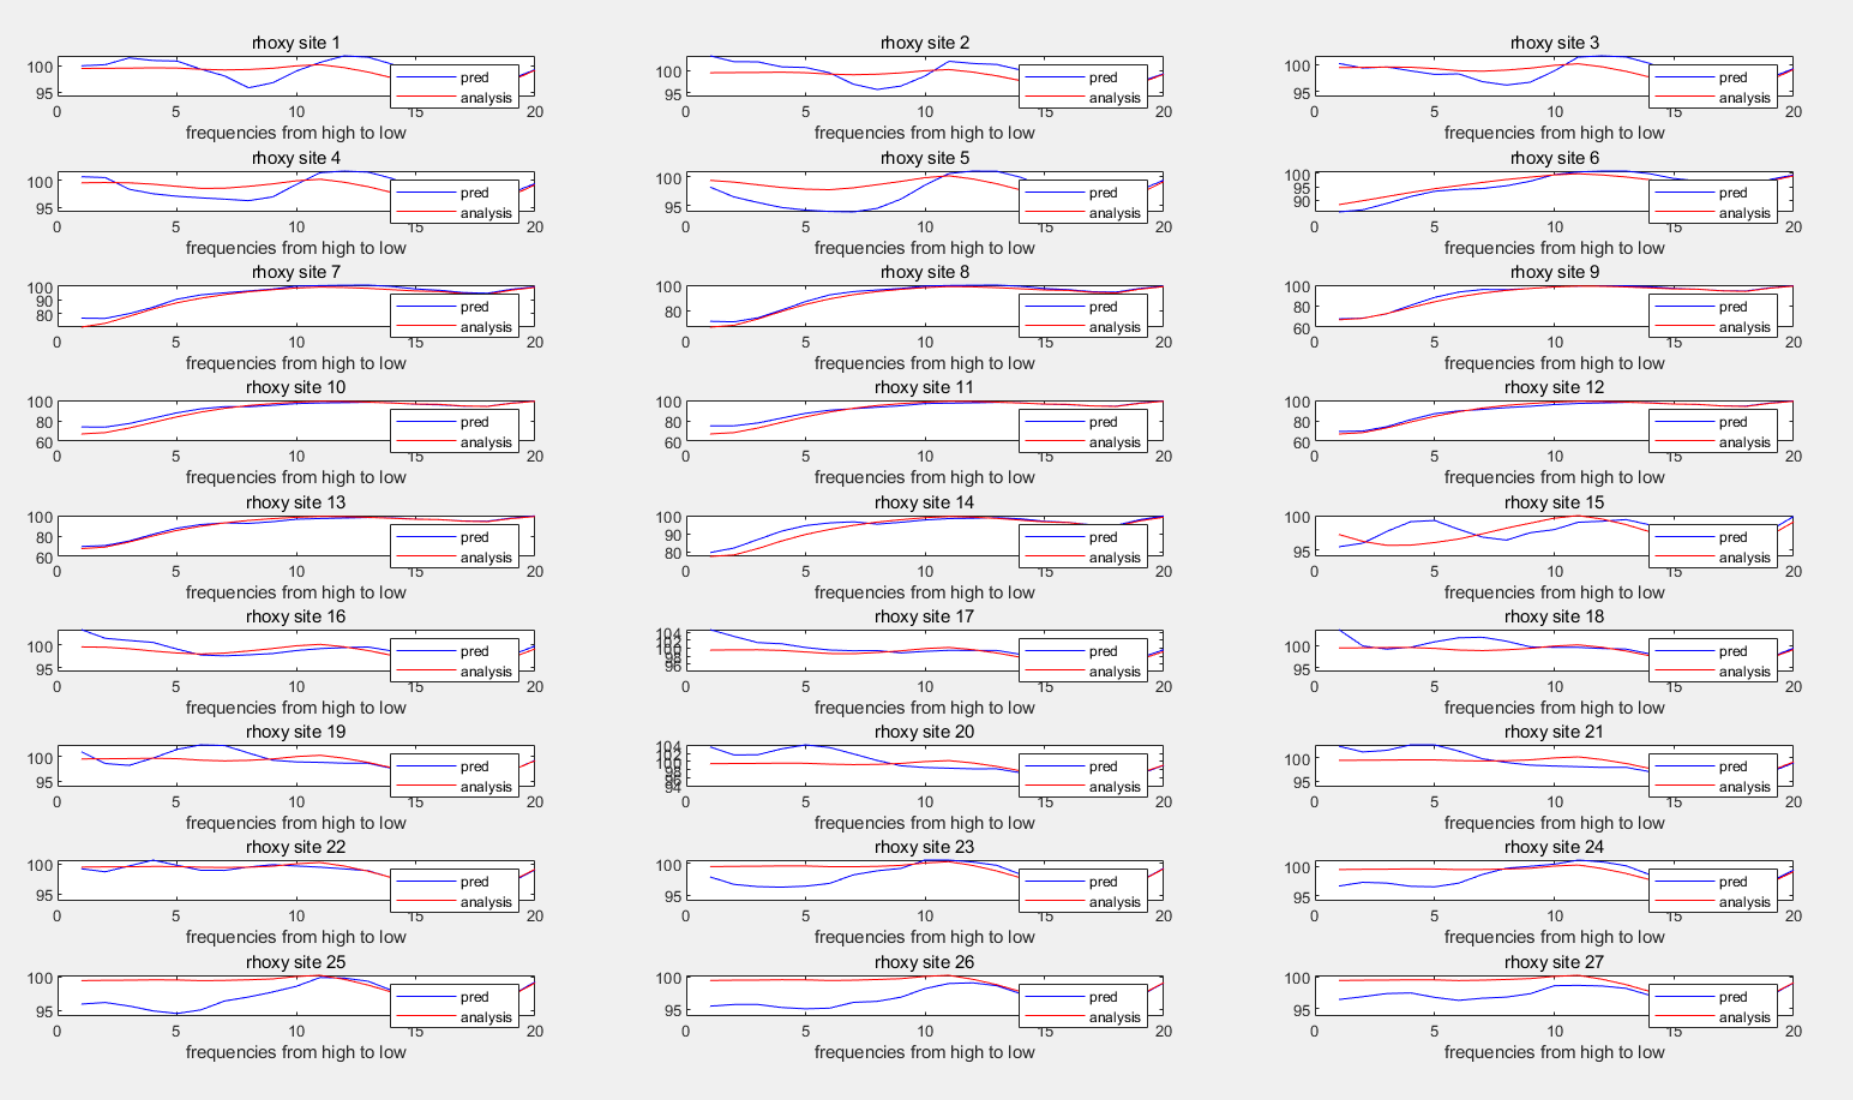 rhoxy site 1
100
95
pred
analysis
0 5 10 15 20
frequencies from high to low
rhoxy site 2
100
95
pred
analysis
0 5 10 15 20
frequencies from high to low
rhoxy site 3
100
95
pred
analysis
0 5 10 15 20
frequencies from high to low
rhoxy site 4
100
95
pred
analysis
0 5 10 15 20
frequencies from high to low
rhoxy site 5
100
95
pred
analysis
0 5 10 15 20
frequencies from high to low
rhoxy site 6
100
95
90
pred
analysis
0 5 10 15 20
frequencies from high to low
rhoxy site 7
100
90
80
pred
analysis
0 5 10 15 20
frequencies from high to low
rhoxy site 8
100
80
pred
analysis
0 5 10 15 20
frequencies from high to low
rhoxy site 9
100
80
60
pred
analysis
0 5 10 15 20
frequencies from high to low
rhoxy site 10
100
80
60
pred
analysis
0 5 10 15 20
frequencies from high to low
rhoxy site 11
100
80
60
pred
analysis
0 5 10 15 20
frequencies from high to low
rhoxy site 12
100
80
60
pred
analysis
0 5 10 15 20
frequencies from high to low
rhoxy site 13
100
80
60
pred
analysis
0 5 10 15 20
frequencies from high to low
rhoxy site 14
100
90
80
pred
analysis
0 5 10 15 20
frequencies from high to low
rhoxy site 15
100
95
pred
analysis
0 5 10 15 20
frequencies from high to low
rhoxy site 16
100
95
pred
analysis
0 5 10 15 20
frequencies from high to low
rhoxy site 17
104
102
100
98
96
pred
analysis
0 5 10 15 20
frequencies from high to low
rhoxy site 18
100
95
pred
analysis
0 5 10 15 20
frequencies from high to low
rhoxy site 19
100
95
pred
analysis
0 5 10 15 20
frequencies from high to low
rhoxy site 20
104
102
100
98
96
94
pred
analysis
0 5 10 15 20
frequencies from high to low
rhoxy site 21
100
95
pred
analysis
0 5 10 15 20
frequencies from high to low
rhoxy site 22
100
95
pred
analysis
0 5 10 15 20
frequencies from high to low
rhoxy site 23
100
95
pred
analysis
0 5 10 15 20
frequencies from high to low
rhoxy site 24
100
95
pred
analysis
0 5 10 15 20
frequencies from high to low
rhoxy site 25
100
95
pred
analysis
0 5 10 15 20
frequencies from high to low
rhoxy site 26
100
95
pred
analysis
0 5 10 15 20
frequencies from high to low
rhoxy site 27
100
95
pred
analysis
0 5 10 15 20
frequencies from high to low